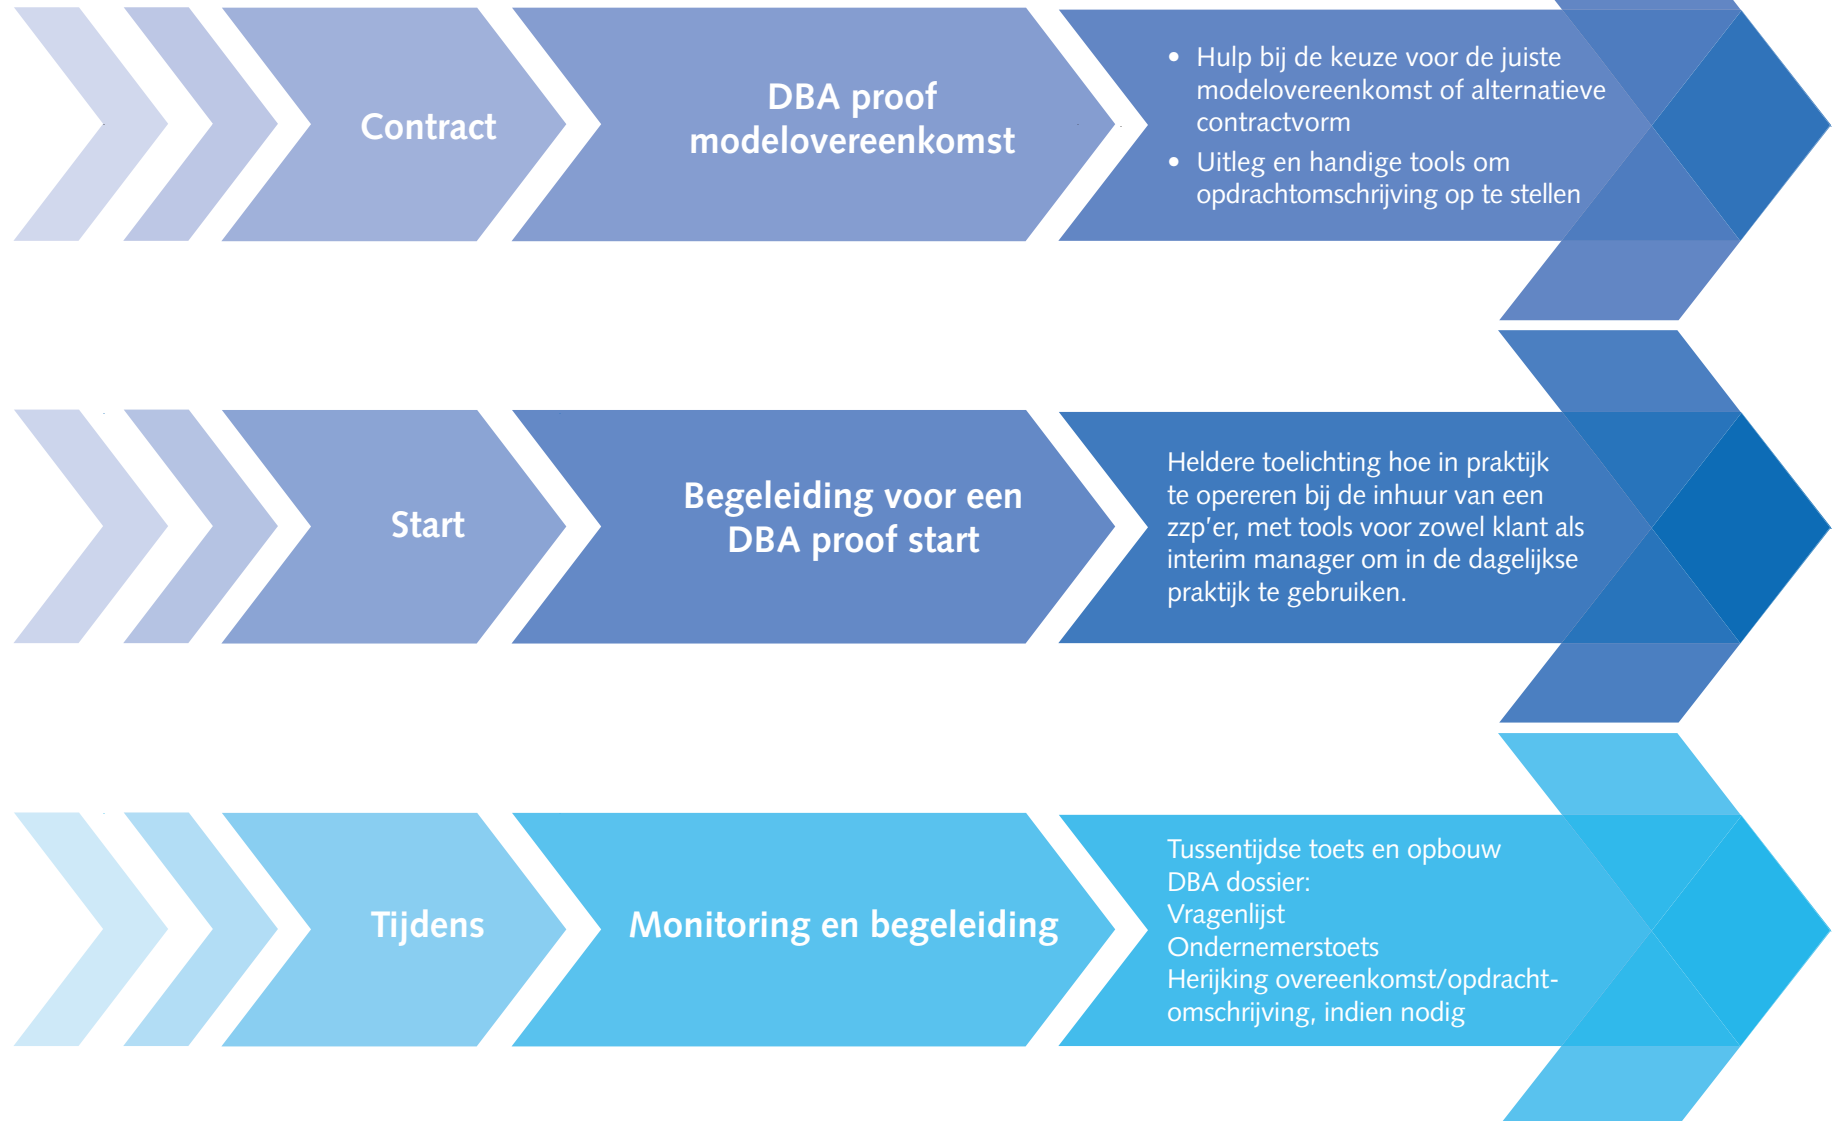 Contract
DBA proof
modelovereenkomst
• Hulp bij de keuze voor de juiste
modelovereenkomst of alternatieve
contractvorm
• Uitleg en handige tools om
opdrachtomschrijving op te stellen
Start
Begeleiding voor een
DBA proof start
Heldere toelichting hoe in praktijk
te opereren bij de inhuur van een
zzp'er, met tools voor zowel klant als
interim manager om in de dagelijkse
praktijk te gebruiken.
Tijdens
Monitoring en begeleiding
Tussentijdse toets en opbouw
DBA dossier:
Vragenlijst
Ondernemerstoets
Herijking overeenkomst/opdracht-
omschrijving, indien nodig